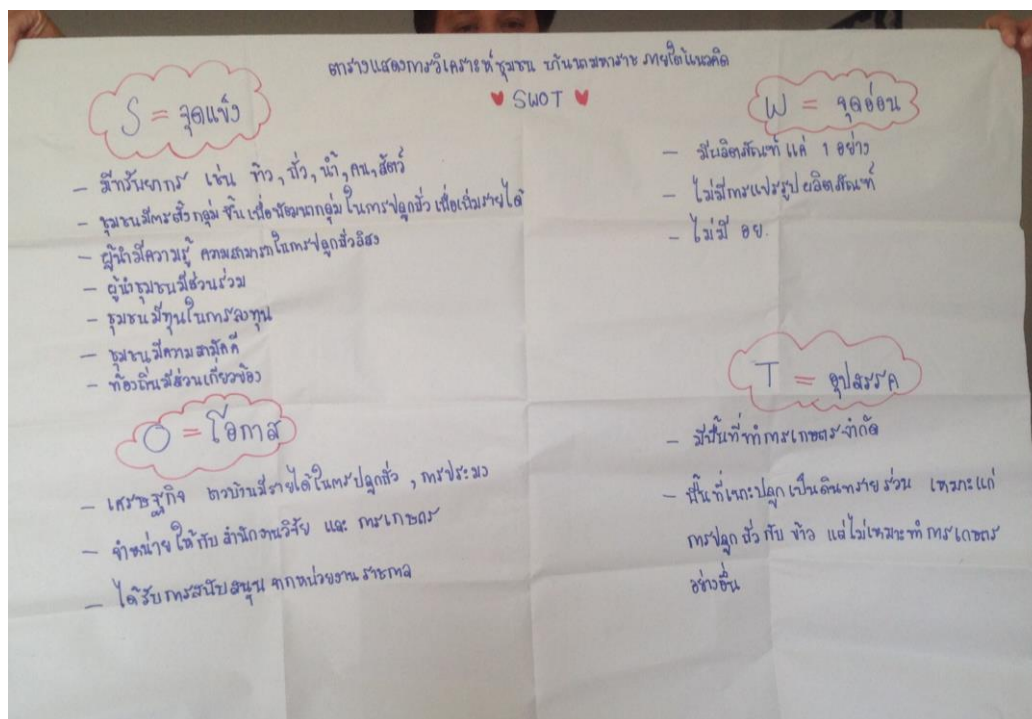 ตารางแสดงการวิเคราะห์ชุมชน บ้านนามหาราช ภายใต้แนวคิด
SWOT
S = จุดแข็ง
- มีทรัพยากร เช่น ข้าว, ถั่ว, น้ำ, คน, สัตว์
- ชุมชนมีการตั้งกลุ่ม ขึ้นเพื่อพัฒนากลุ่ม ในการปลูกถั่ว เพื่อเพิ่มรายได้
- ผู้นำมีความรู้ ความสามารถในการปลูกถั่วลิสง
- ผู้นำชุมชนมีส่วนร่วม
- ชุมชนมีทุนในการลงทุน
- ชุมชนมีความสามัคคี
- ท้องถิ่นมีส่วนเกี่ยวข้อง
W = จุดอ่อน
- มีผลิตภัณฑ์ แค่ 1 อย่าง
- ไม่มีการแปรรูปผลิตภัณฑ์
- ไม่มี อย.
O = โอกาส
- เศรษฐกิจ ชาวบ้านมีรายได้ในการปลูกถั่ว, การประมง
- จำหน่าย ให้กับ สำนักงานวิจัย และ การเกษตร
- ได้รับการสนับสนุน จากหน่วยงาน ราชการ
T = อุปสรรค
- มีพื้นที่ทำการเกษตรจำกัด
- พื้นที่เพาะปลูก เป็นดินทรายร่วน เหมาะแก่
การปลูก ถั่ว กับ ข้าว แต่ไม่เหมาะทำการเกษตร
อย่างอื่น